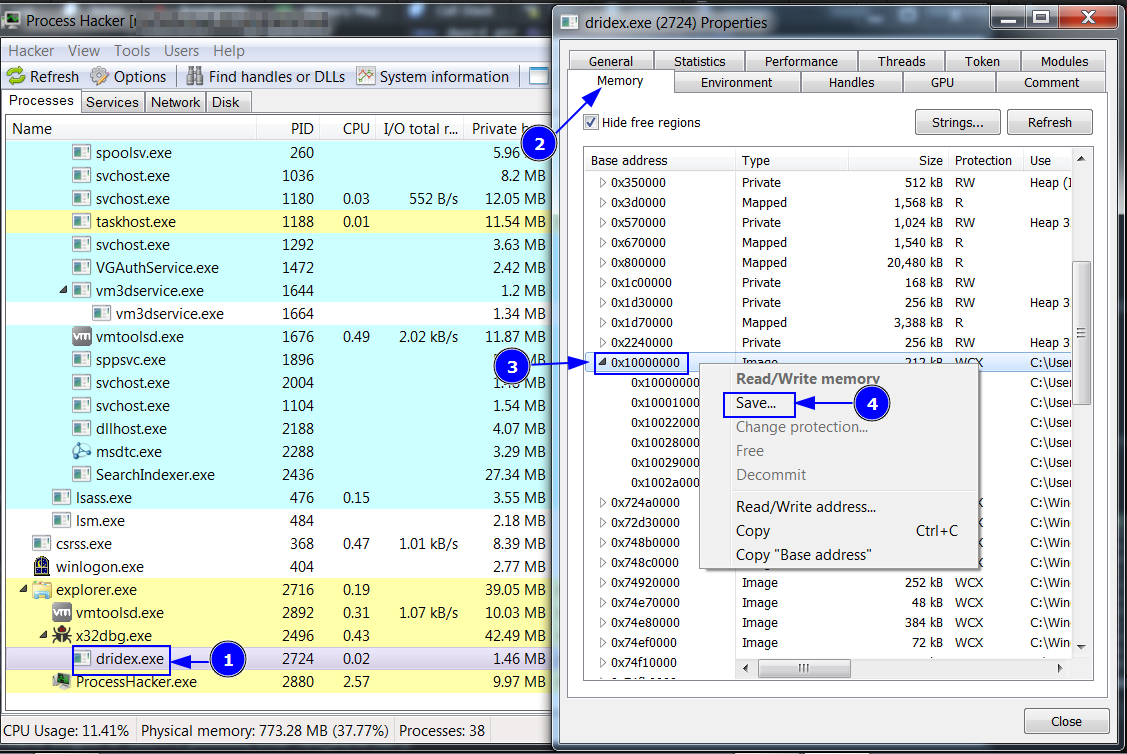 Process Hacker [
Hacker View Tools Users Help
Refresh Options Find handles or DLLs System information
Processes Services Network Disk
Name PID CPU I/O total r... Private
spoolsv.exe 260 5.96
svchost.exe 1036 8.2 MB
svchost.exe 1180 0.03 552 B/s 12.05 MB
taskhost.exe 1188 0.01 11.54 MB
svchost.exe 1292 3.63 MB
VGAuthService.exe 1472 2.42 MB
vm3dservice.exe 1644 1.2 MB
vm3dservice.exe 1664 1.34 MB
vmtoolsd.exe 1676 0.49 2.02 kB/s 11.87 MB
sppsvc.exe 1896 MB
svchost.exe 2004 MB
svchost.exe 1104 1.54 MB
dllhost.exe 2188 4.07 MB
msdtc.exe 2288 3.29 MB
SearchIndexer.exe 2436 27.34 MB
lsass.exe 476 0.15 3.55 MB
lsm.exe 484 2.18 MB
csrss.exe 368 0.47 1.01 kB/s 8.39 MB
winlogon.exe 404 2.77 MB
explorer.exe 2716 0.19 39.05 MB
vmtoolsd.exe 2892 0.31 1.07 kB/s 10.03 MB
x32dbg.exe 2496 0.43 42.49 MB
dridex.exe 2724 0.02 1.46 MB
1
ProcessHacker.exe 2880 2.57 9.97 MB
CPU Usage: 11.41% Physical memory: 773.28 MB (37.77%) Processes: 38
dridex.exe (2724) Properties
General Statistics Performance Threads Token Modules
Memory Environment Handles GPU Comment
2
Hide free regions Strings... Refresh
Base address Type Size Protection Use
0x350000 Private 512 kB RW Heap (
0x3d0000 Mapped 1,568 kB R
0x570000 Private 1,024 kB RW Heap 3
0x670000 Mapped 1,540 kB R
0x800000 Mapped 20,480 kB R
0x1c00000 Private 168 kB RW
0x1d30000 Private 256 kB RW Heap 3
0x1d70000 Mapped 3,388 kB R
0x2240000 Private 256 kB RW Heap 3
3
0x10000000 Image 212 kB WCX C:\User
0x10000000 C:\User
0x10001000 C:\User
0x10022000 C:\User
0x10028000 C:\User
0x10029000 C:\User
0x1002a000 C:\User
0x724a0000 C:\Win
0x72d30000 C:\Win
0x748b0000 C:\Win
0x748c0000 C:\Win
0x74920000 Image 252 kB WCX C:\Win
0x74e70000 Image 48 kB WCX C:\Win
0x74e80000 Image 384 kB WCX C:\Win
0x74ef0000 Image 72 kB WCX C:\Win
0x74f10000
Read/Write memory
Save...
4
Change protection...
Free
Decommit
Read/Write address...
Copy Ctrl+C
Copy "Base address"
Close